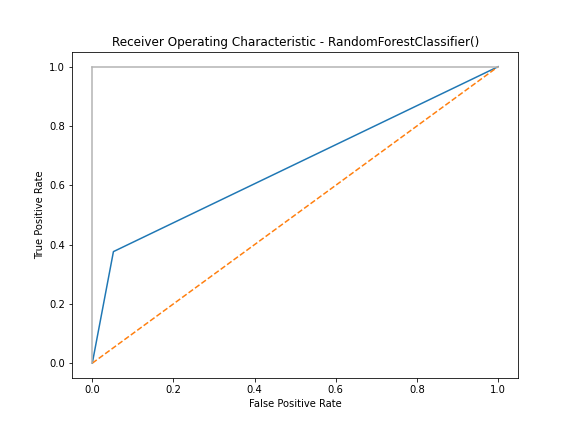 Receiver Operating Characteristic - RandomForestClassifier()
1.0
0.8
0.6
0.4
0.2
0.0
True Positive Rate
0.0 0.2 0.4 0.6 0.8 1.0
False Positive Rate